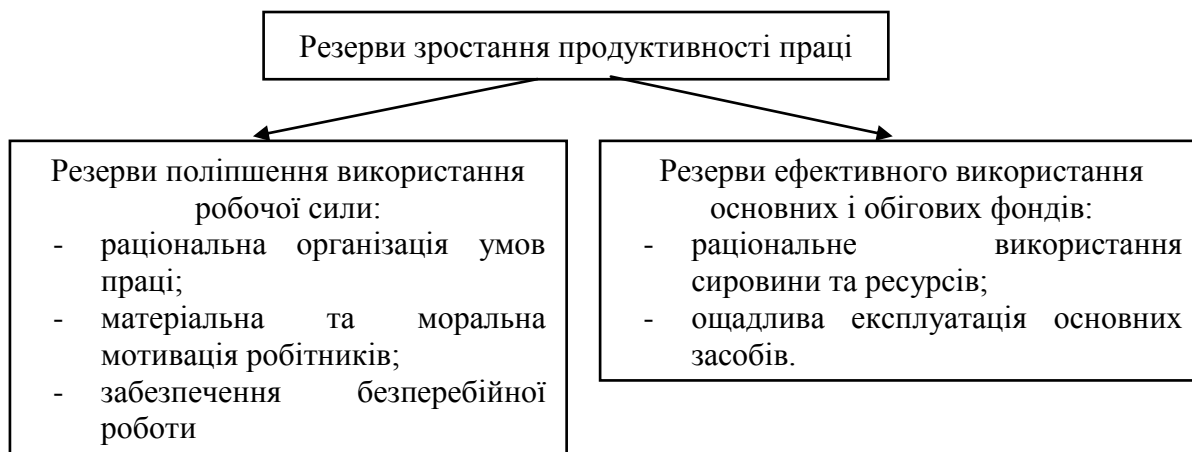 Резерви зростання продуктивності праці
Резерви поліпшення використання
робочої сили:
- раціональна організація умов
праці;
- матеріальна та моральна
мотивація робітників;
- забезпечення безперебійної
роботи
Резерви ефективного використання
основних і обігових фондів:
- раціональне використання
сировини та ресурсів;
- ощадлива експлуатація основних
засобів.